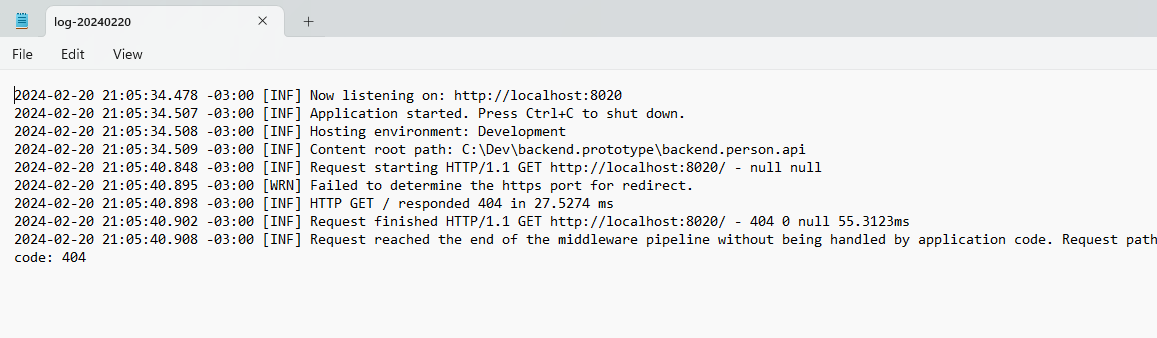 log-20240220
File Edit View
2024-02-20 21:05:34.478 -03:00 [INF] Now listening on: http://localhost:8020
2024-02-20 21:05:34.507 -03:00 [INF] Application started. Press Ctrl+C to shut down.
2024-02-20 21:05:34.508 -03:00 [INF] Hosting environment: Development
2024-02-20 21:05:34.509 -03:00 [INF] Content root path: C:\Dev\backend.prototype\backend.person.api
2024-02-20 21:05:40.848 -03:00 [INF] Request starting HTTP/1.1 GET http://localhost:8020/ - null null
2024-02-20 21:05:40.895 -03:00 [WRN] Failed to determine the https port for redirect.
2024-02-20 21:05:40.898 -03:00 [INF] HTTP GET / responded 404 in 27.5274 ms
2024-02-20 21:05:40.902 -03:00 [INF] Request finished HTTP/1.1 GET http://localhost:8020/ - 404 0 null 55.3123ms
2024-02-20 21:05:40.908 -03:00 [INF] Request reached the end of the middleware pipeline without being handled by application code. Request path
code: 404